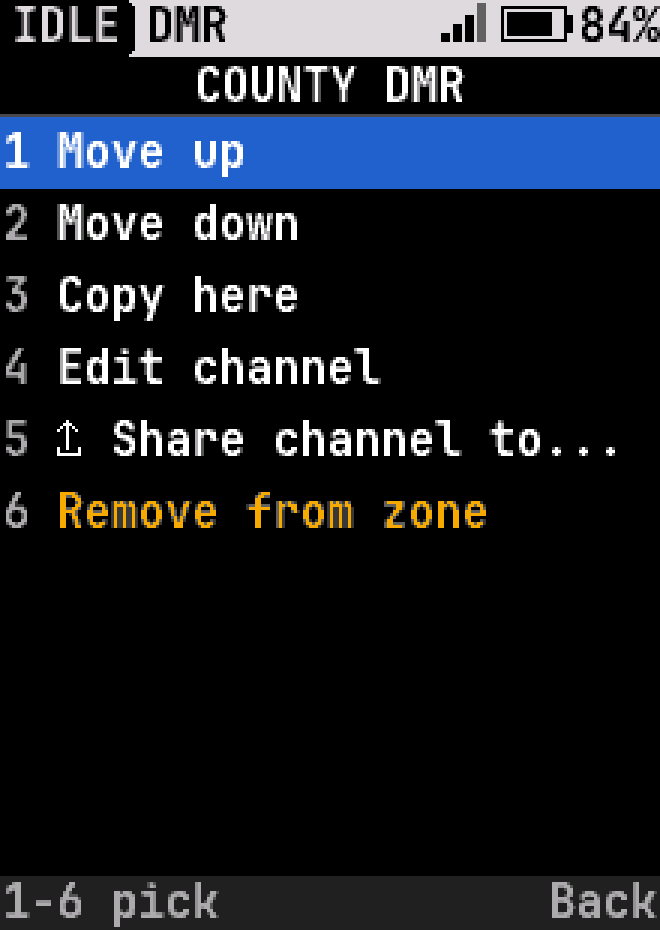 IDLE DMR 84%
COUNTY DMR
1 Move up
2 Move down
3 Copy here
4 Edit channel
5 Share channel to...
6 Remove from zone
1-6 pick Back